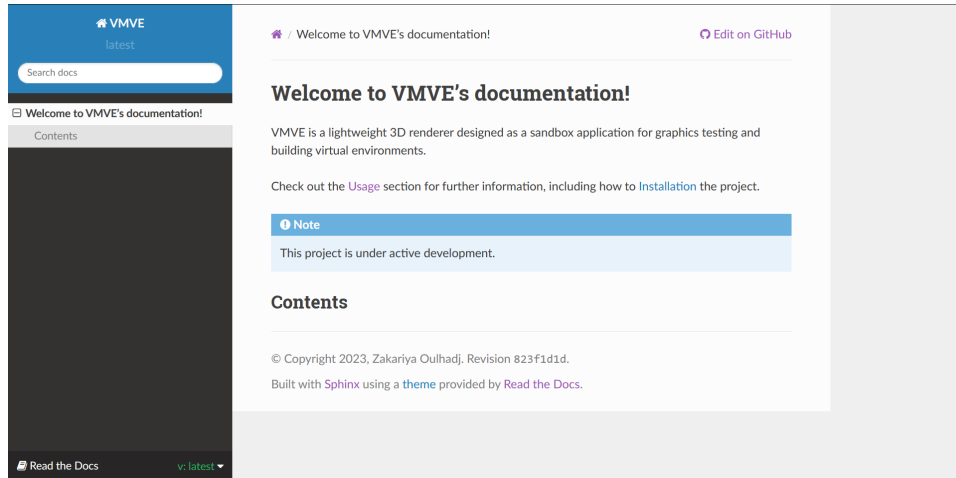 VMVE
latest
Search docs
Welcome to VMVE's documentation!
Contents
Read the Docs
v: latest
/ Welcome to VMVE's documentation!
Edit on GitHub
Welcome to VMVE's documentation!
VMVE is a lightweight 3D renderer designed as a sandbox application for graphics testing and
building virtual environments.
Check out the Usage section for further information, including how to Installation the project.
Note
This project is under active development.
Contents
© Copyright 2023, Zakariya Oulhadj. Revision 823f1d1d.
Built with Sphinx using a theme provided by Read the Docs.